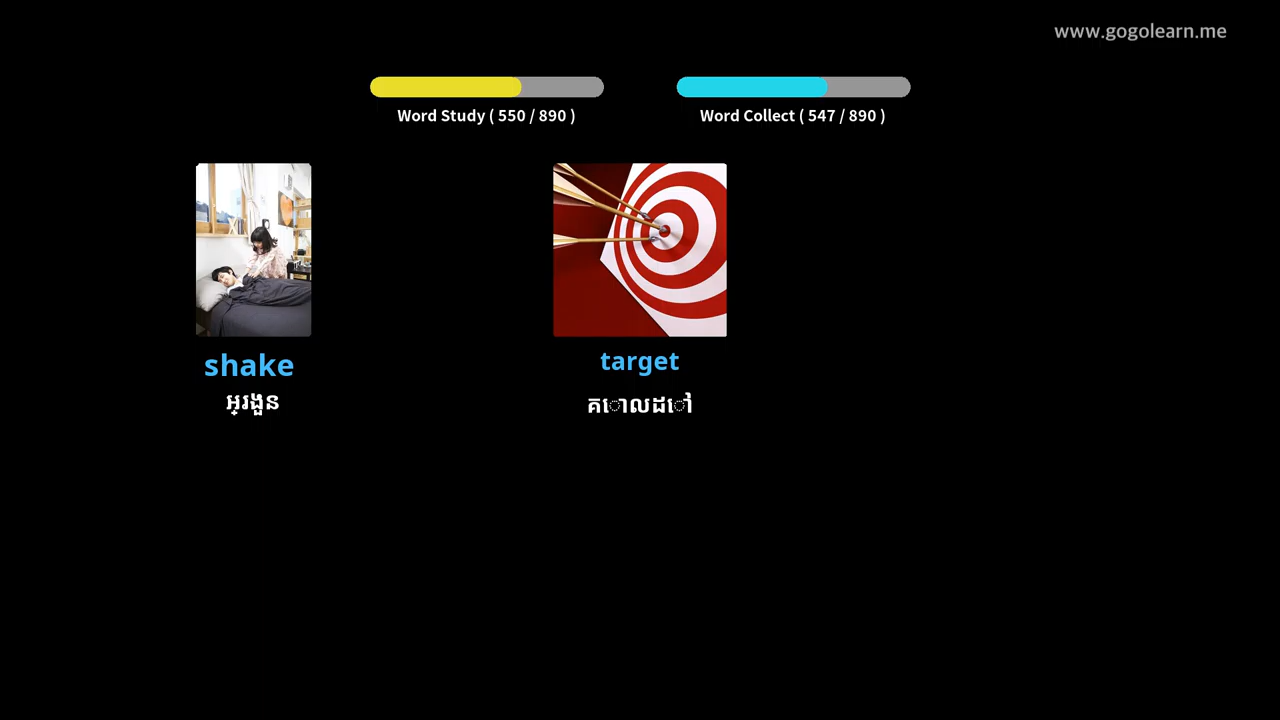 www.gogolearn.me
Word Study ( 550 / 890 )
Word Collect ( 547 / 890 )
shake
target
អ្រងួន
គោលដៅ